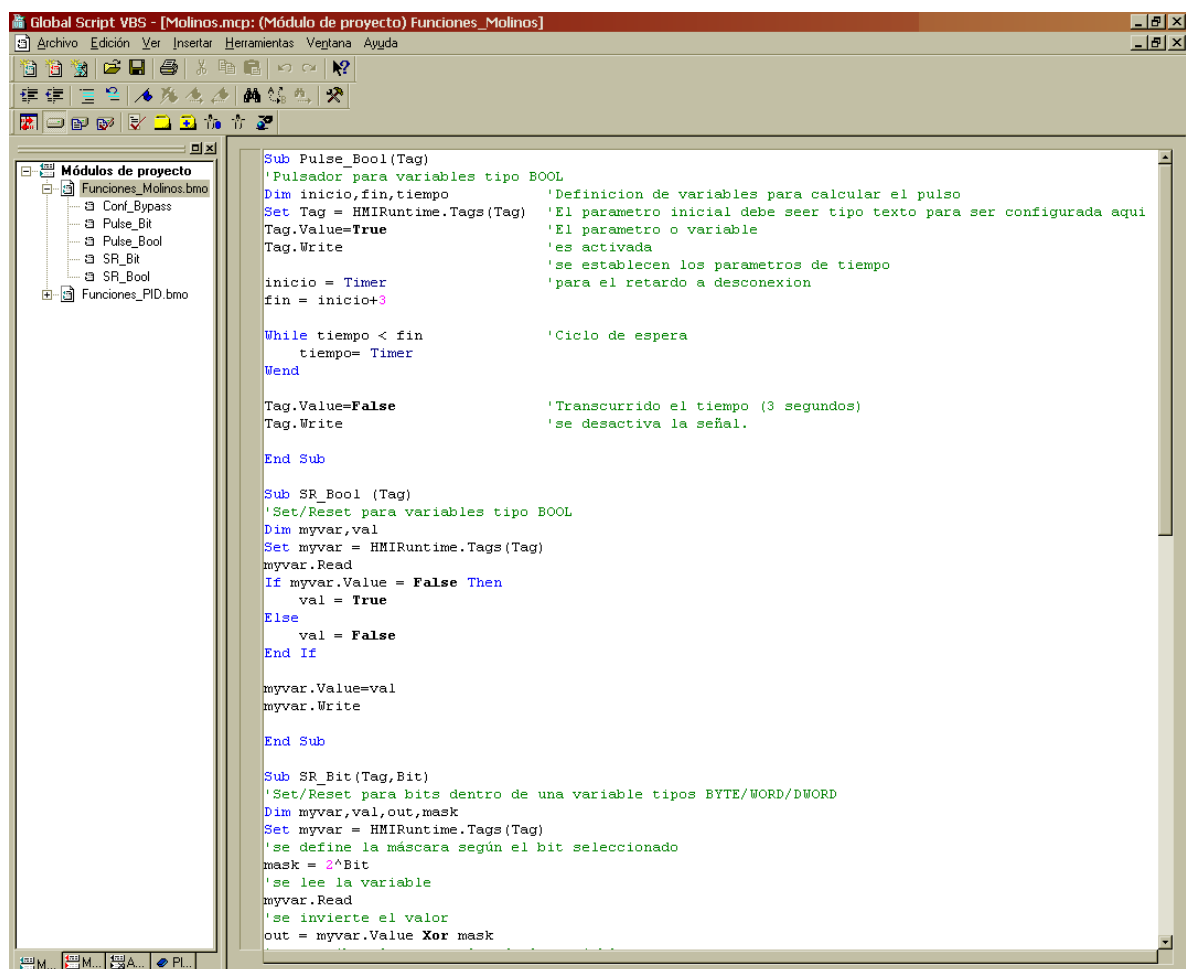 Global Script VBS - [Molinos.mcp: (Módulo de proyecto) Funciones_Molinos]
Archivo Edición Ver Insertar Herramientas Ventana Ayuda
Módulos de proyecto
Funciones_Molinos.bmo
Conf_Bypass
Pulse_Bit
Pulse_Bool
SR_Bit
SR_Bool
Funciones_PID.bmo
Sub Pulse_Bool(Tag)
'Pulsador para variables tipo BOOL
Dim inicio,fin,tiempo 'Definicion de variables para calcular el pulso
Set Tag = HMIRuntime.Tags(Tag) 'El parametro inicial debe seer tipo texto para ser configurada aqui
Tag.Value=True 'El parametro o variable
Tag.Write 'es activada
'se establecen los parametros de tiempo
inicio = Timer 'para el retardo a desconexion
fin = inicio+3
While tiempo < fin 'Ciclo de espera
tiempo= Timer
Wend
Tag.Value=False 'Transcurrido el tiempo (3 segundos)
Tag.Write 'se desactiva la señal.
End Sub
Sub SR_Bool (Tag)
'Set/Reset para variables tipo BOOL
Dim myvar,val
Set myvar = HMIRuntime.Tags(Tag)
myvar.Read
If myvar.Value = False Then
val = True
Else
val = False
End If
myvar.Value=val
myvar.Write
End Sub
Sub SR_Bit(Tag,Bit)
'Set/Reset para bits dentro de una variable tipos BYTE/WORD/DWORD
Dim myvar,val,out,mask
Set myvar = HMIRuntime.Tags(Tag)
'se define la máscara según el bit seleccionado
mask = 2^Bit
'se lee la variable
myvar.Read
'se invierte el valor
out = myvar.Value Xor mask
M... M... A... Pl...